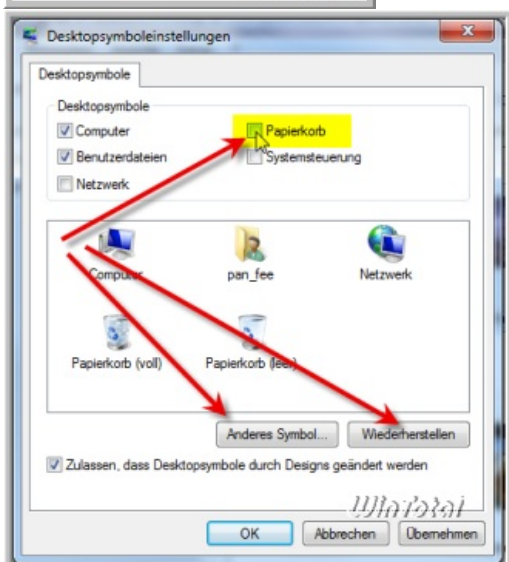 Desktopsymboleinstellungen
Desktopsymbole
Desktopsymbole
Computer
Papierkorb
Benutzerdateien
Systemsteuerung
Netzwerk
Computer
pan_fee
Netzwerk
Papierkorb (voll)
Papierkorb (leer)
Anderes Symbol...
Wiederherstellen
Zulassen, dass Desktopsymbole durch Designs geändert werden
WinTotal
OK
Abbrechen
Übernehmen